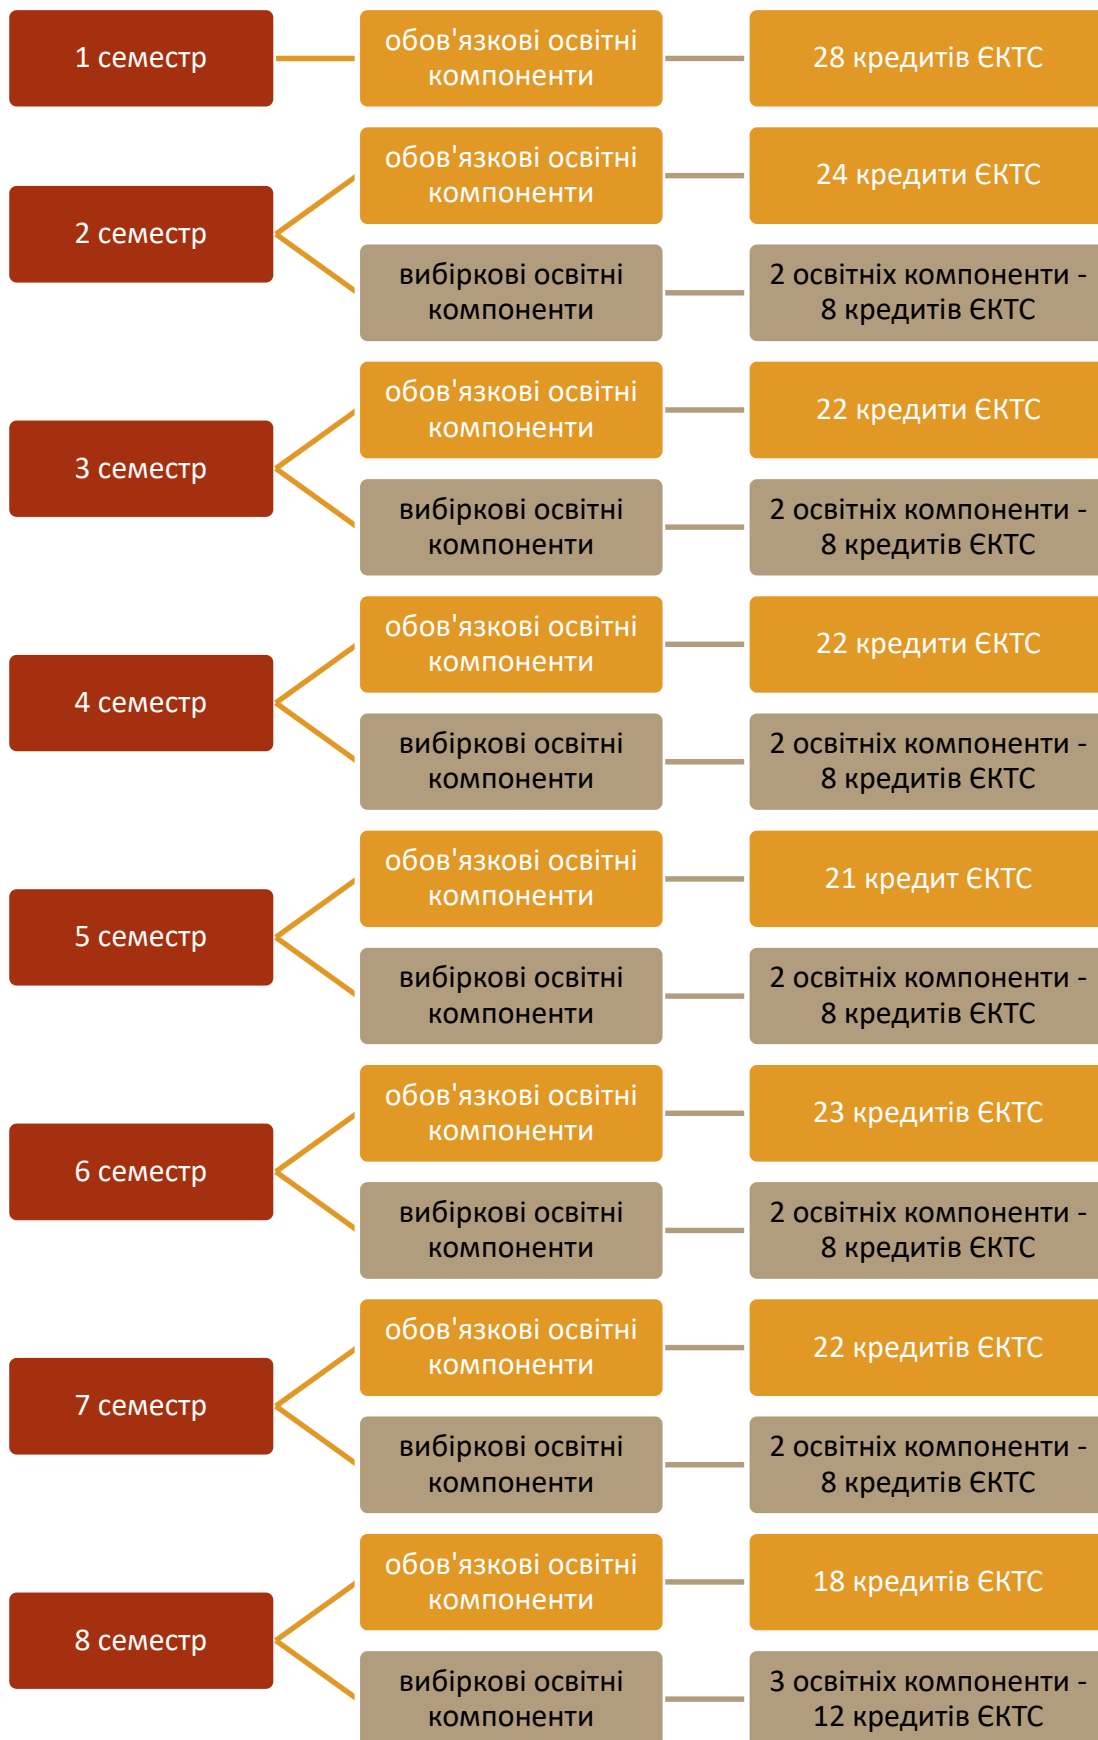 1 семестр
обов'язкові освітні
компоненти
28 кредитів ЄКТС
2 семестр
обов'язкові освітні
компоненти
24 кредити ЄКТС
вибіркові освітні
компоненти
2 освітніх компоненти -
8 кредитів ЄКТС
3 семестр
обов'язкові освітні
компоненти
22 кредити ЄКТС
вибіркові освітні
компоненти
2 освітніх компоненти -
8 кредитів ЄКТС
4 семестр
обов'язкові освітні
компоненти
22 кредити ЄКТС
вибіркові освітні
компоненти
2 освітніх компоненти -
8 кредитів ЄКТС
5 семестр
обов'язкові освітні
компоненти
21 кредит ЄКТС
вибіркові освітні
компоненти
2 освітніх компоненти -
8 кредитів ЄКТС
6 семестр
обов'язкові освітні
компоненти
23 кредитів ЄКТС
вибіркові освітні
компоненти
2 освітніх компоненти -
8 кредитів ЄКТС
7 семестр
обов'язкові освітні
компоненти
22 кредитів ЄКТС
вибіркові освітні
компоненти
2 освітніх компоненти -
8 кредитів ЄКТС
8 семестр
обов'язкові освітні
компоненти
18 кредитів ЄКТС
вибіркові освітні
компоненти
3 освітніх компоненти -
12 кредитів ЄКТС